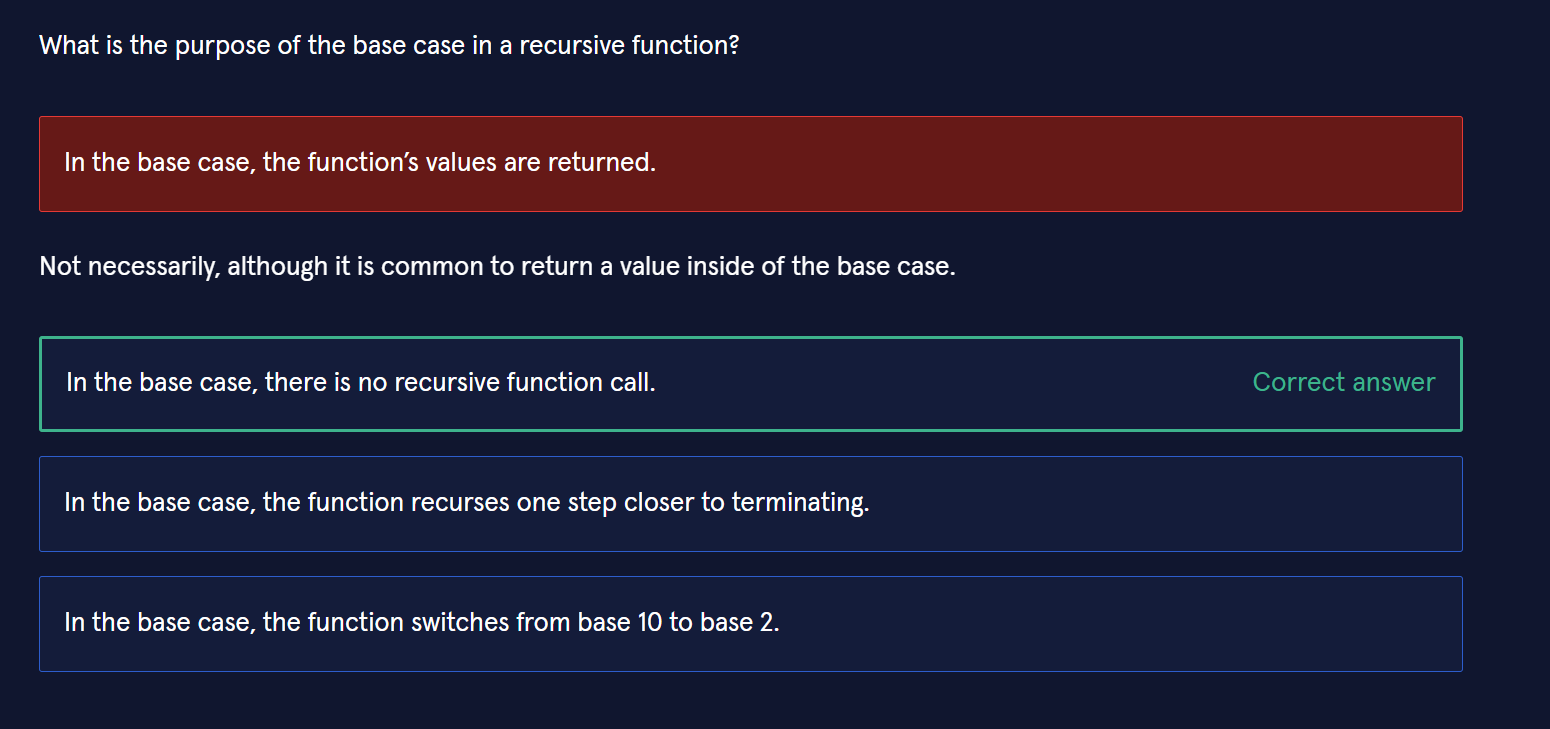 What is the purpose of the base case in a recursive function?
In the base case, the function’s values are returned.
Not necessarily, although it is common to return a value inside of the base case.
In the base case, there is no recursive function call.
Correct answer
In the base case, the function recurses one step closer to terminating.
In the base case, the function switches from base 10 to base 2.